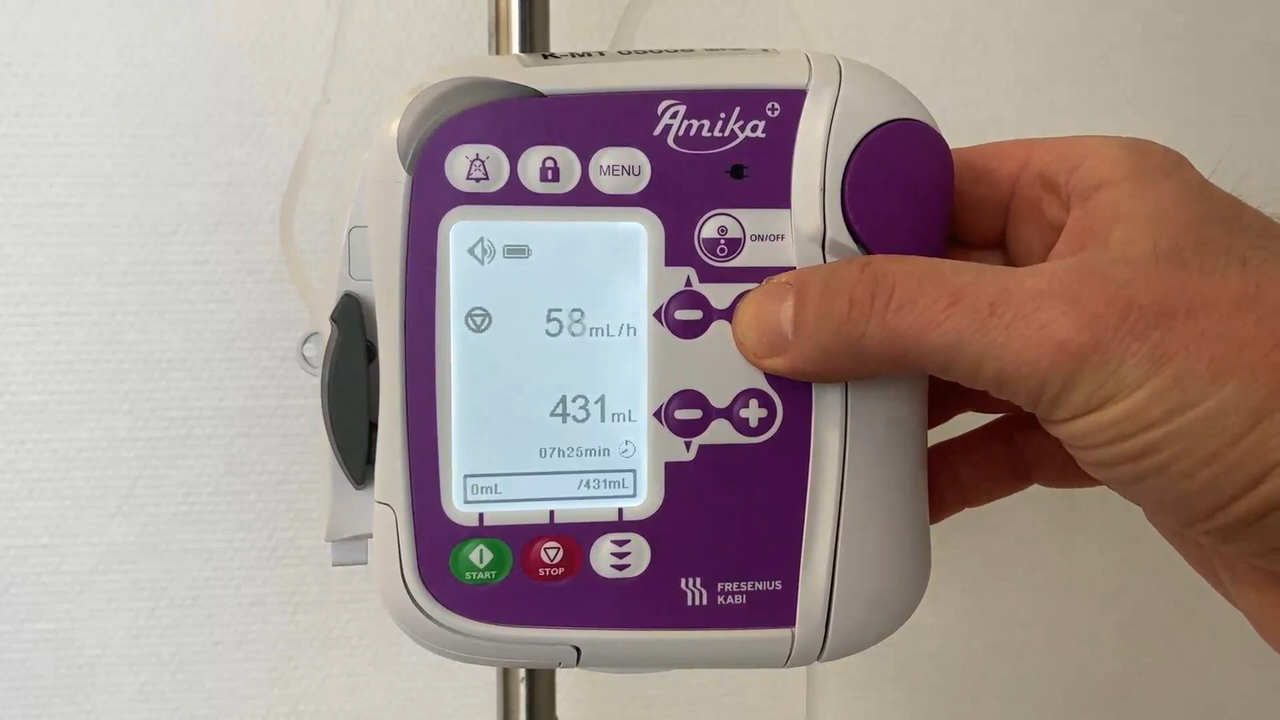 Amika+
MENU
ON/OFF
58mL/h
431mL
07h25min
0mL /431mL
START
STOP
FRESENIUS
KABI